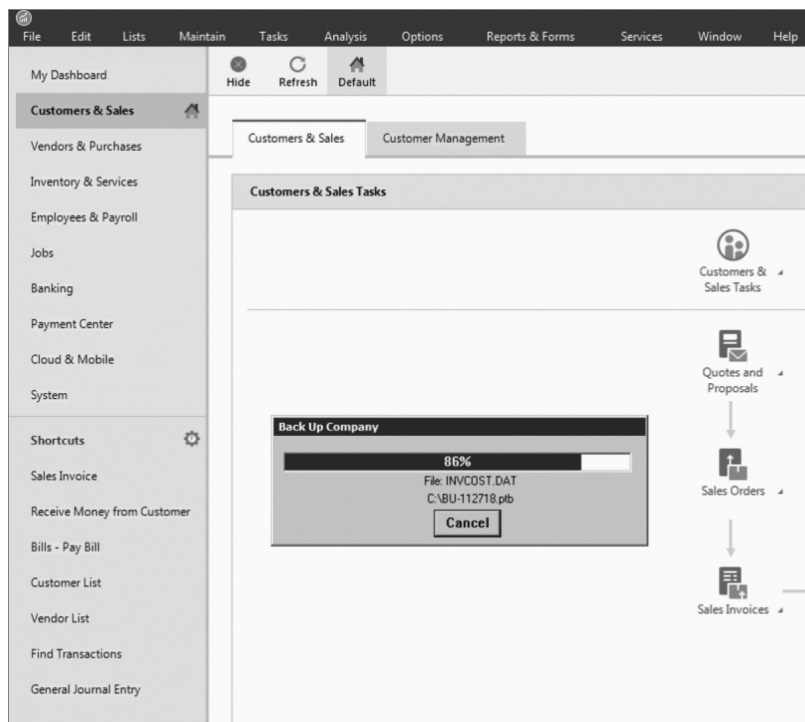 File Edit Lists Maintain Tasks Analysis Options Reports & Forms Services Window Help
My Dashboard
Customers & Sales
Vendors & Purchases
Inventory & Services
Employees & Payroll
Jobs
Banking
Payment Center
Cloud & Mobile
System
Shortcuts
Sales Invoice
Receive Money from Customer
Bills - Pay Bill
Customer List
Vendor List
Find Transactions
General Journal Entry
Hide Refresh Default
Customers & Sales Customer Management
Customers & Sales Tasks
Customers &
Sales Tasks
Quotes and
Proposals
Sales Orders
Sales Invoices
Back Up Company
86%
File: INVCOST.DAT
C:\BU-112718.ptb
Cancel